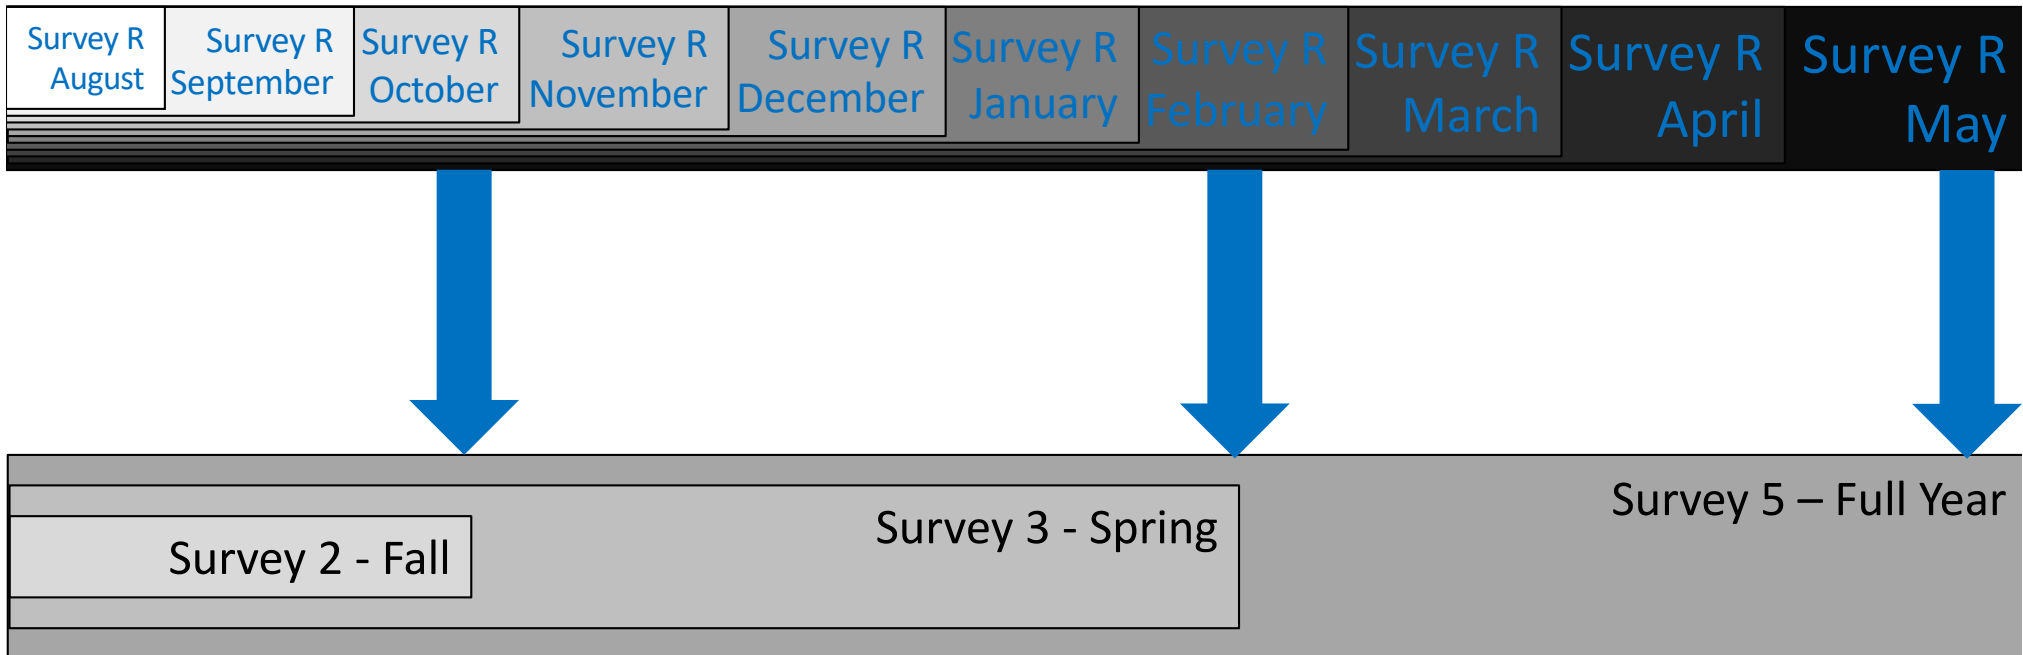 Survey R
August
Survey R
September
Survey R
October
Survey R
November
Survey R
December
Survey R
January
Survey R
February
Survey R
March
Survey R
April
Survey R
May
Survey 5 – Full Year
Survey 3 - Spring
Survey 2 - Fall